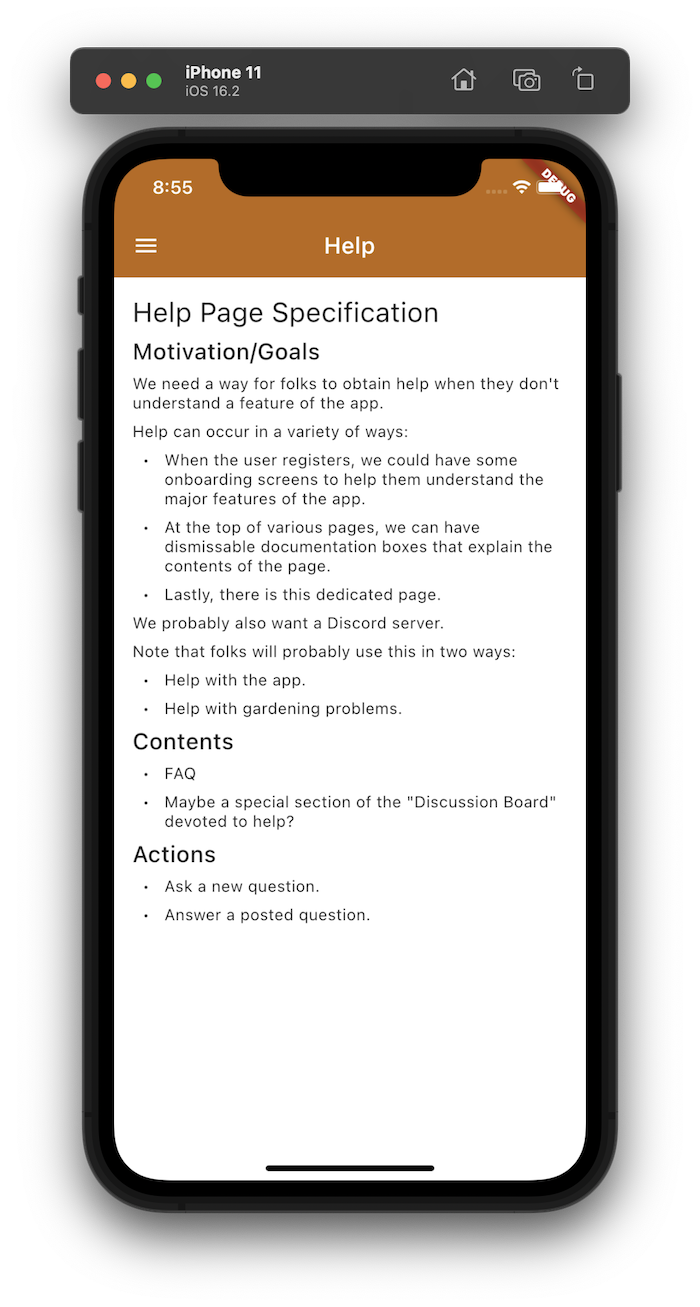 iPhone 11
iOS 16.2
8:55
DEBUG
Help
Help Page Specification
Motivation/Goals
We need a way for folks to obtain help when they don't
understand a feature of the app.
Help can occur in a variety of ways:
• When the user registers, we could have some
onboarding screens to help them understand the
major features of the app.
• At the top of various pages, we can have
dismissable documentation boxes that explain the
contents of the page.
• Lastly, there is this dedicated page.
We probably also want a Discord server.
Note that folks will probably use this in two ways:
• Help with the app.
• Help with gardening problems.
Contents
• FAQ
• Maybe a special section of the "Discussion Board"
devoted to help?
Actions
• Ask a new question.
• Answer a posted question.